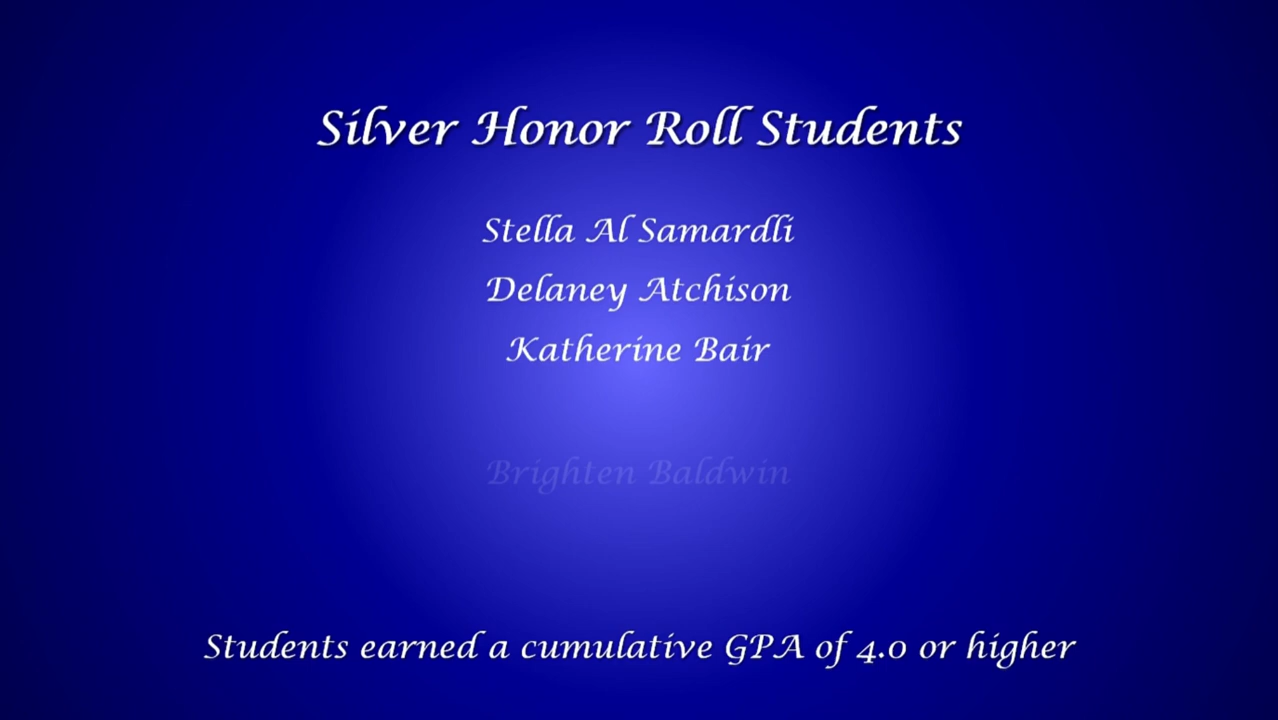 Silver Honor Roll Students
Stella Al Samardli
Delaney Atchison
Katherine Bair
Brighten Baldwin
Students earned a cumulative GPA of 4.0 or higher